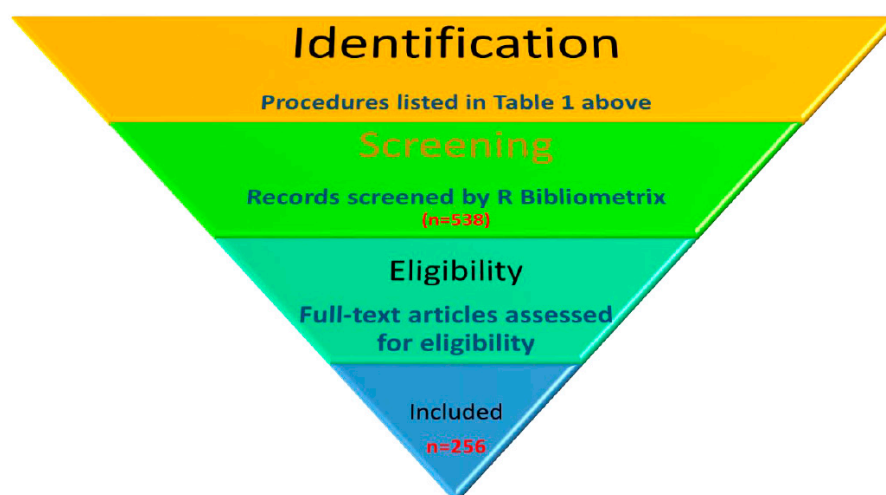 Identification
Procedures listed in Table 1 above
Screening
Records screened by R Bibliometrix
(n=538)
Eligibility
Full-text articles assessed
for eligibility
Included
n=256